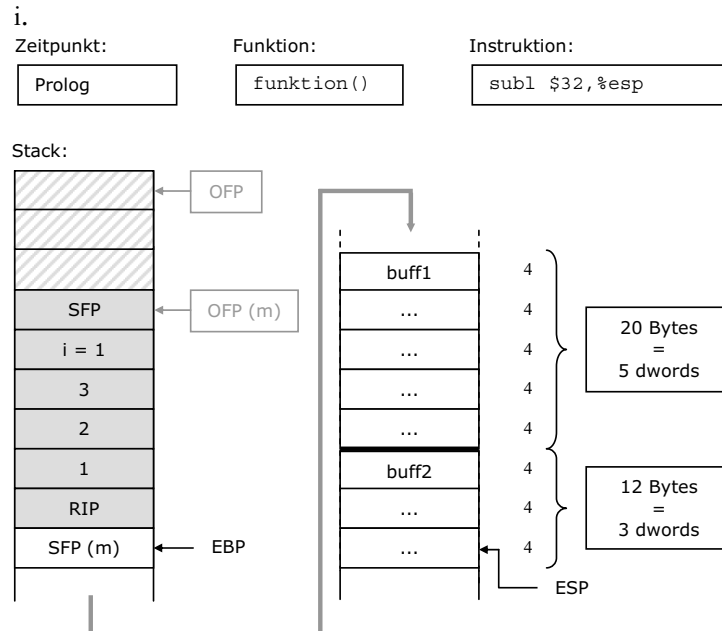 i.
Zeitpunkt:
Funktion:
Instruktion:
Prolog
funktion()
subl $32,%esp
Stack:
OFP
SFP
OFP (m)
i = 1
3
2
1
RIP
SFP (m)
EBP
buff1
4
...
4
...
4
...
4
...
4
20 Bytes
=
5 dwords
buff2
4
...
4
...
4
12 Bytes
=
3 dwords
ESP